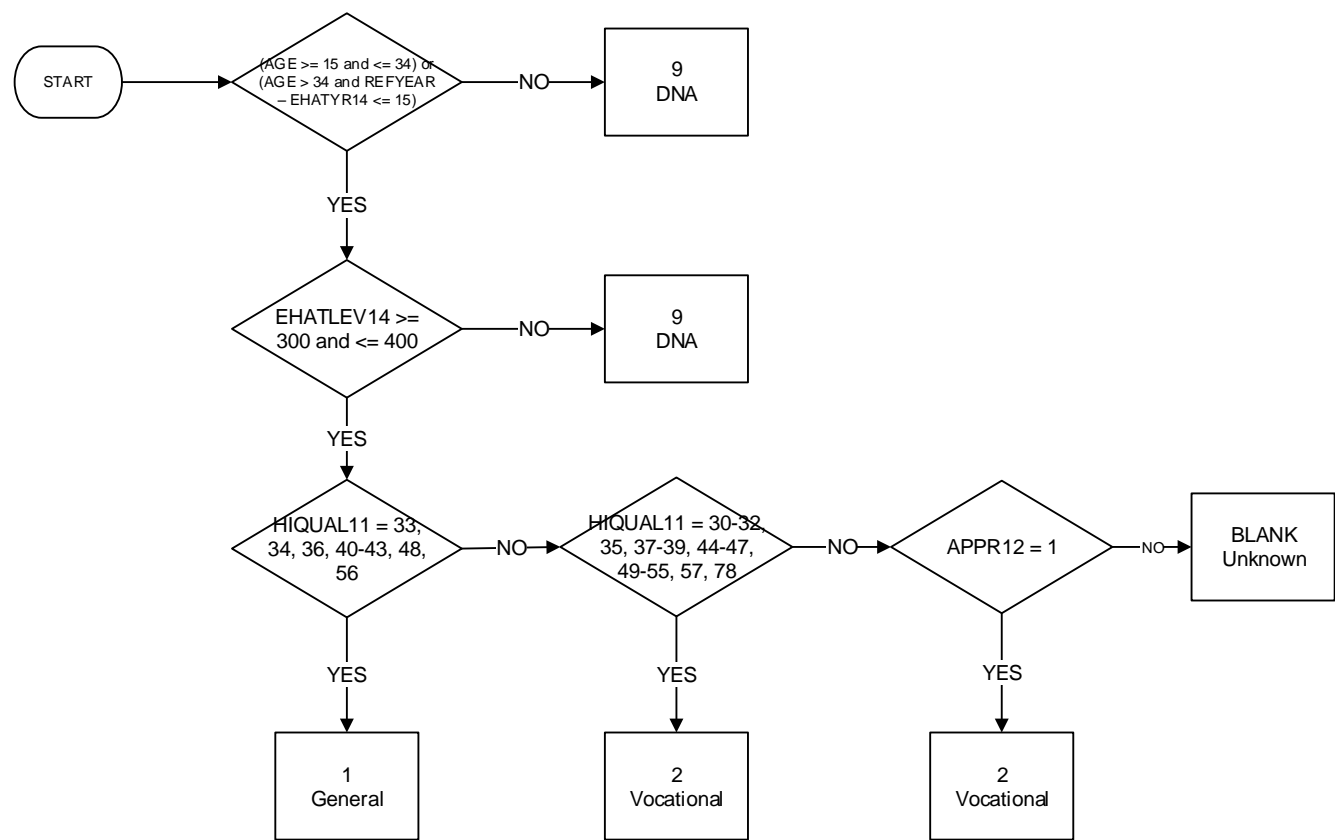 START
(AGE >= 15 and <= 34) or
(AGE > 34 and REFYEAR
– EHATYR14 <= 15)
NO
9
DNA
YES
EHATLEV14 >=
300 and <= 400
NO
9
DNA
YES
HIQUAL11 = 33,
34, 36, 40-43, 48,
56
NO
HIQUAL11 = 30-32,
35, 37-39, 44-47,
49-55, 57, 78
NO
APPR12 = 1
NO
BLANK
Unknown
YES
YES
YES
1
General
2
Vocational
2
Vocational